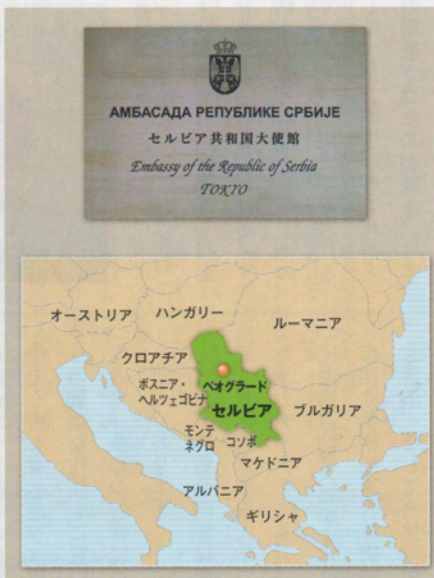 АМБАСАДА РЕПУБЛИКЕ СРБИЈЕ
セルビア共和国大使館
Embassy of the Republic of Serbia
TOKYO
オーストリア
ハンガリー
ルーマニア
クロアチア
ボスニア・
ヘルツェゴビナ
ベオグラード
セルビア
ブルガリア
モンテ
ネグロ
コソボ
マケドニア
アルバニア
ギリシャ